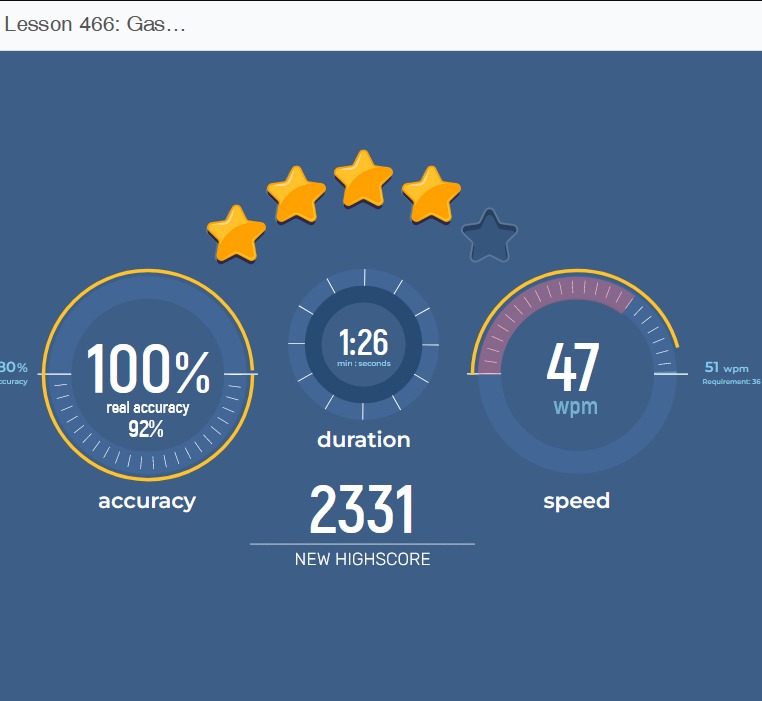 Lesson 466: Gas...
80%
ccuracy
100%
real accuracy
92%
accuracy
1:26
min : seconds
duration
2331
NEW HIGHSCORE
47
wpm
speed
51 wpm
Requirement: 36